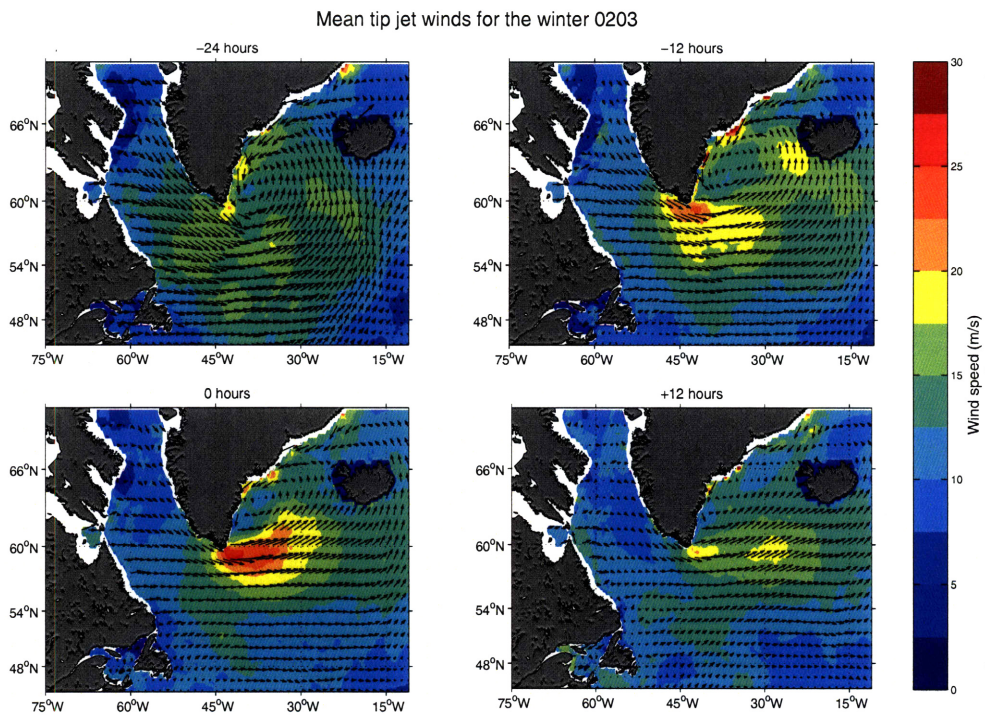 Mean tip jet winds for the winter 0203
−24 hours
66°N
60°N
54°N
48°N
75°W 60°W 45°W 30°W 15°W
−12 hours
66°N
60°N
54°N
48°N
75°W 60°W 45°W 30°W 15°W
0 hours
66°N
60°N
54°N
48°N
75°W 60°W 45°W 30°W 15°W
+12 hours
66°N
60°N
54°N
48°N
75°W 60°W 45°W 30°W 15°W
30
25
20
15
10
5
0
Wind speed (m/s)